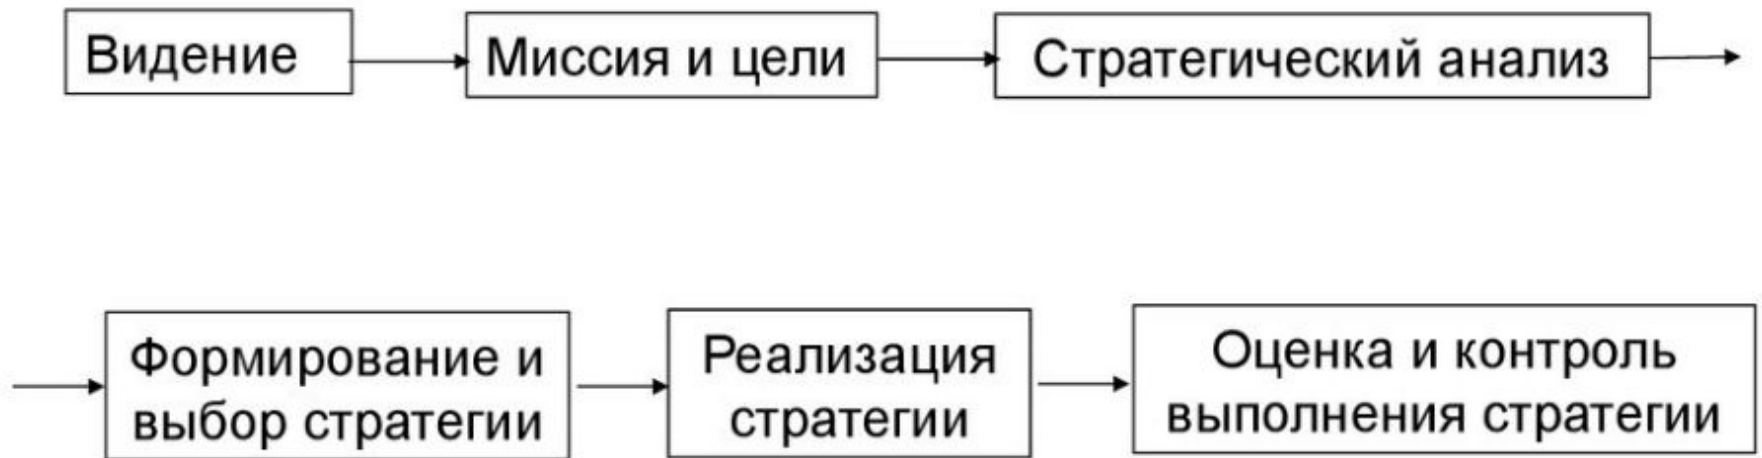 Видение
Миссия и цели
Стратегический анализ
Формирование и
выбор стратегии
Реализация
стратегии
Оценка и контроль
выполнения стратегии